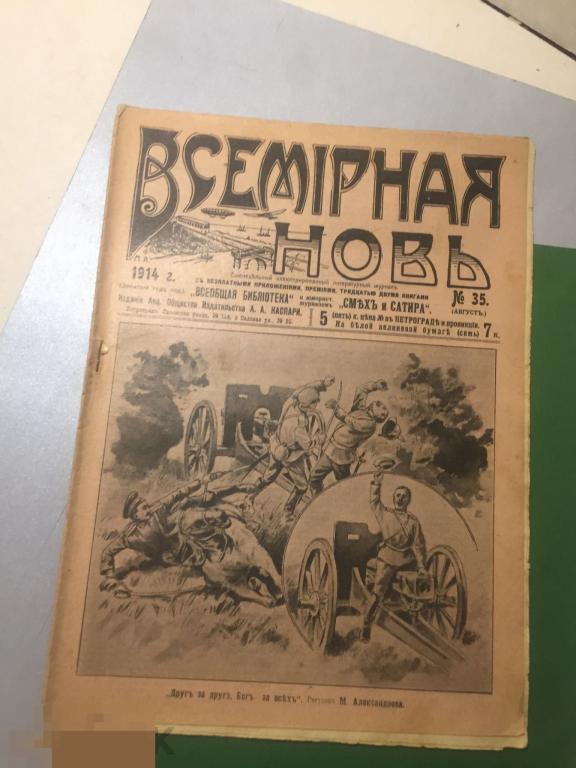 ВСЕМІРНАЯ
НОВЬ
1914 г.
Еженедѣльный иллюстрированный литературный журналъ
съ безплатными приложеніями, преміями, тридцатью двумя книгами
„ВСЕОБЩАЯ БИБЛІОТЕКА“ и юморист. журналомъ „СМѢХЪ и САТИРА“.
№ 35.
(АВГУСТЪ).
Изданіе Акц. Общества Издательства А. А. КАСПАРИ.
5 (пять) к. цѣна № въ ПЕТРОГРАДѢ и провинціи.
На бѣлой веленевой бумагѣ (семь) 7 к.
„Другъ за друга, Богъ за всѣхъ“. Рисунокъ М. Александрова.